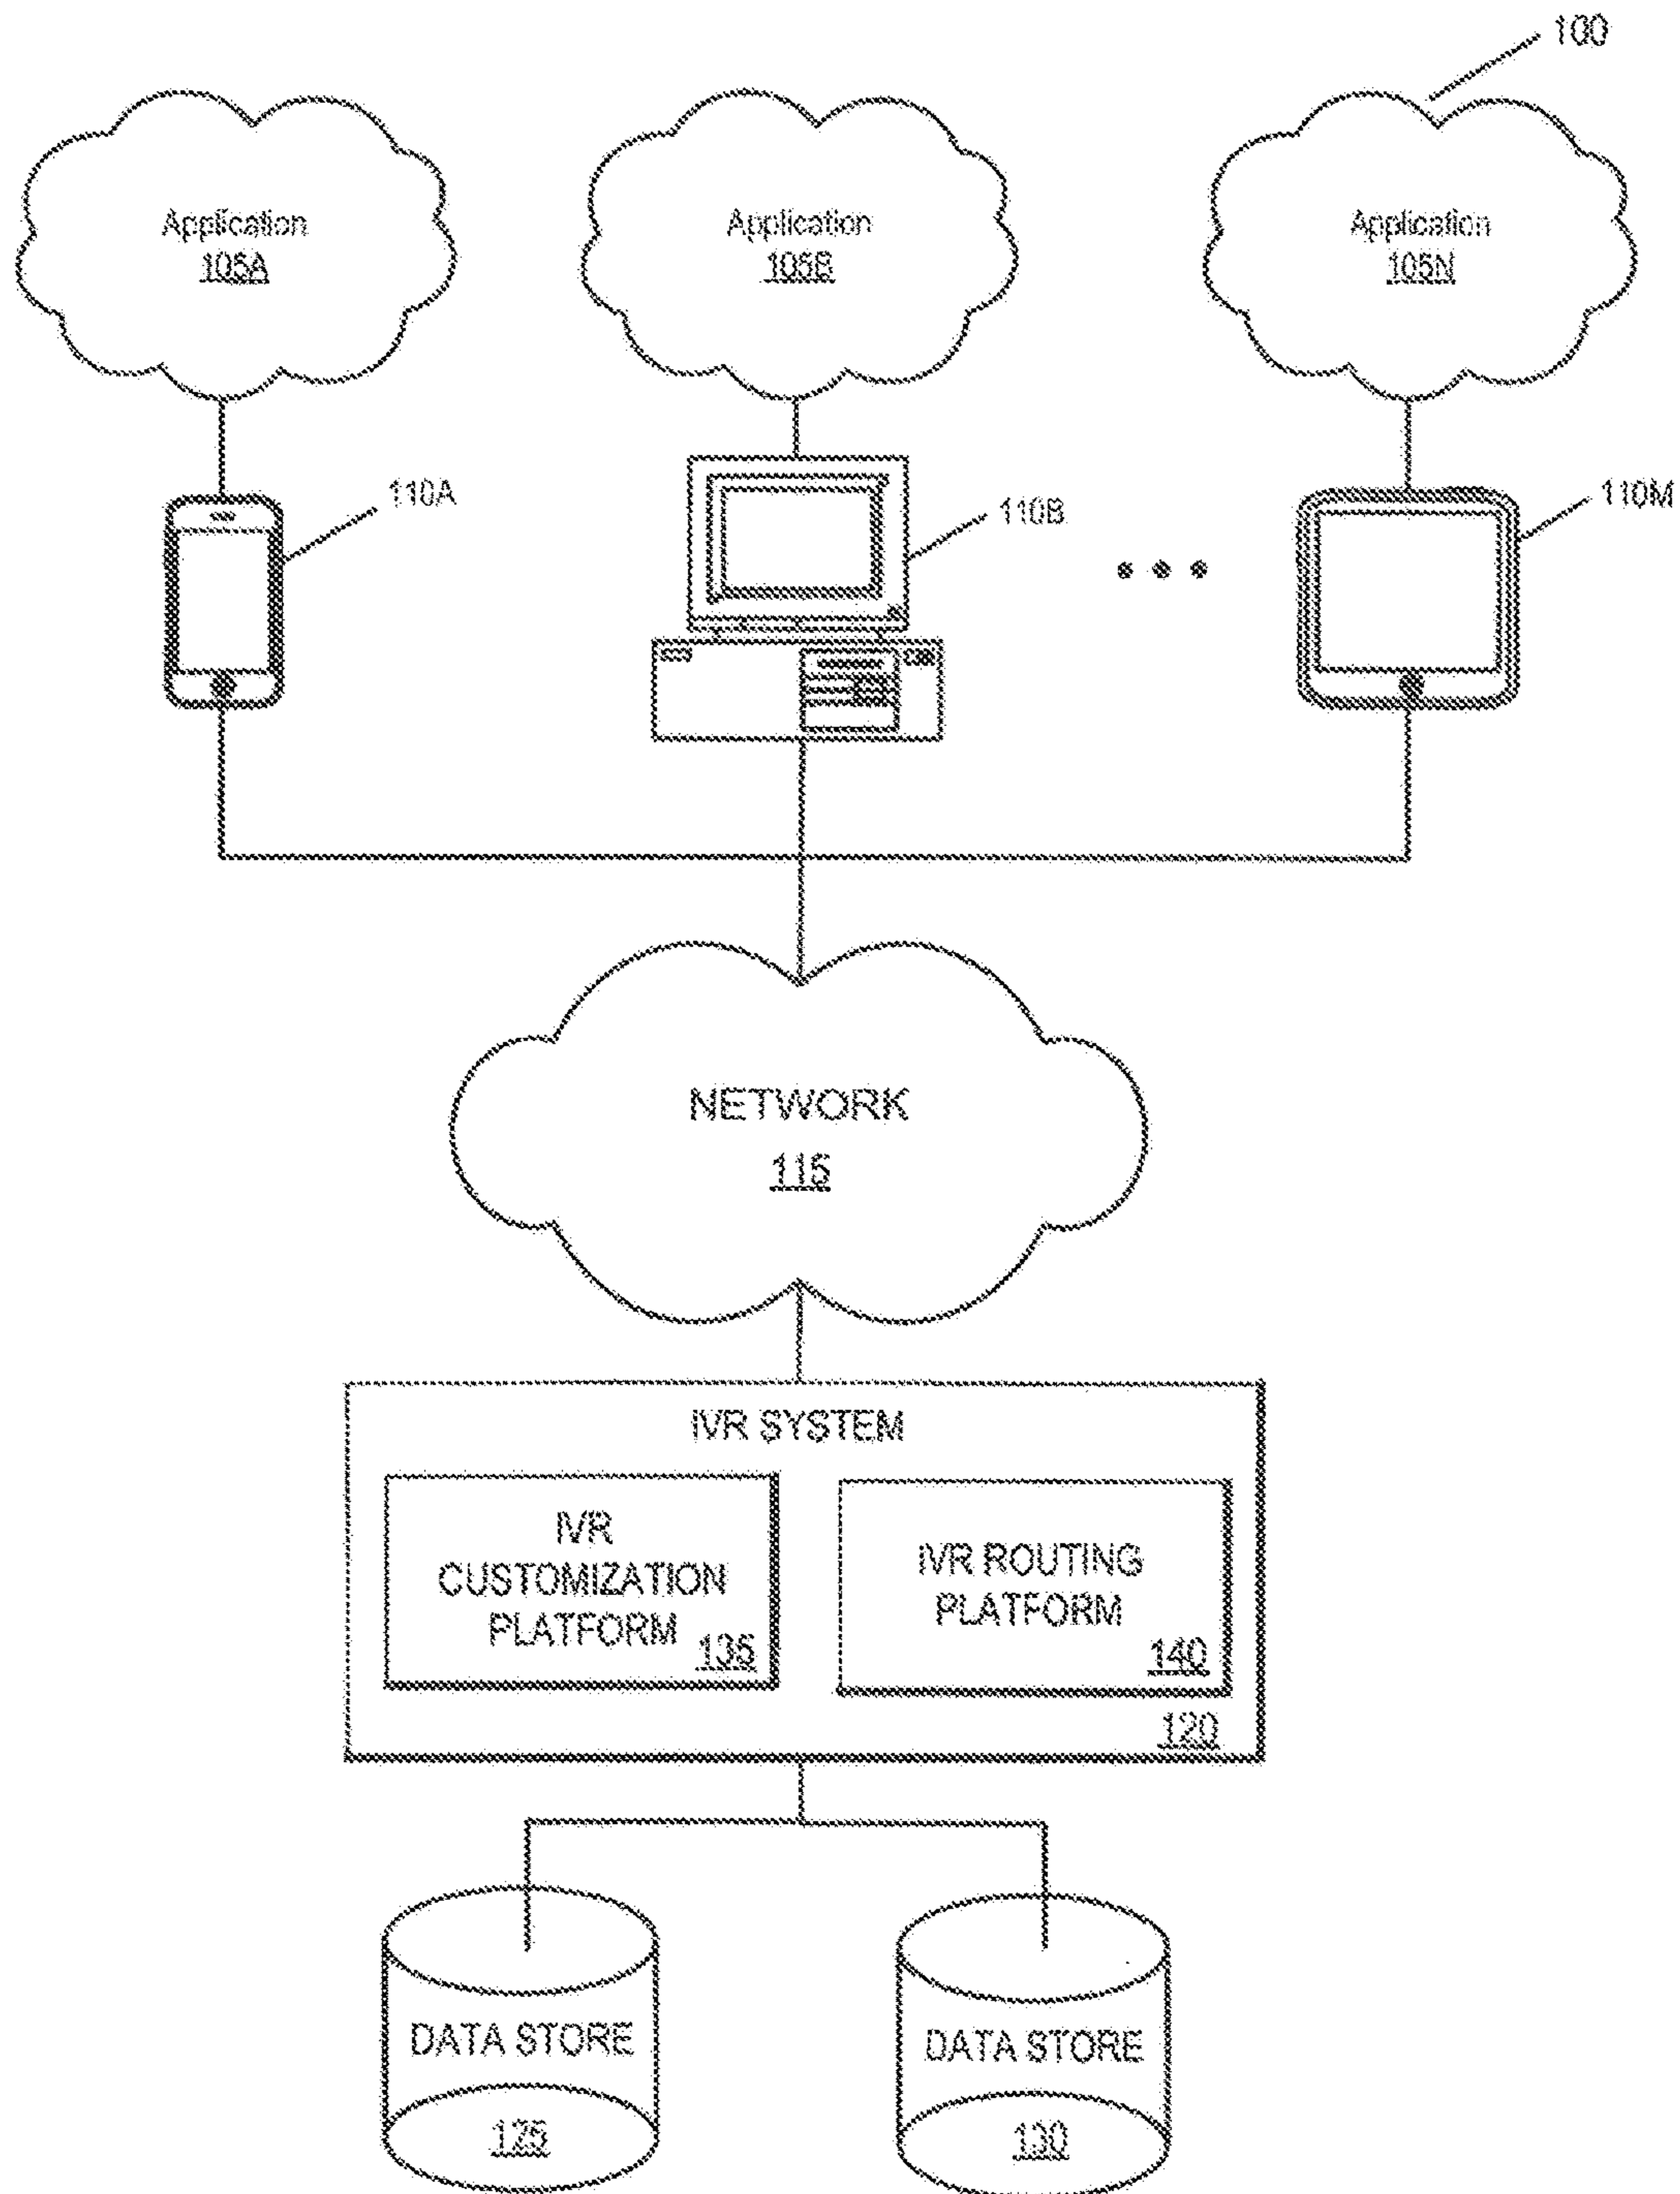 100
Application
105A
Application
105B
Application
105N
110A
110B
110M
NETWORK
115
IVR SYSTEM
IVR
CUSTOMIZATION
PLATFORM
135
IVR ROUTING
PLATFORM
140
120
DATA STORE
125
DATA STORE
130